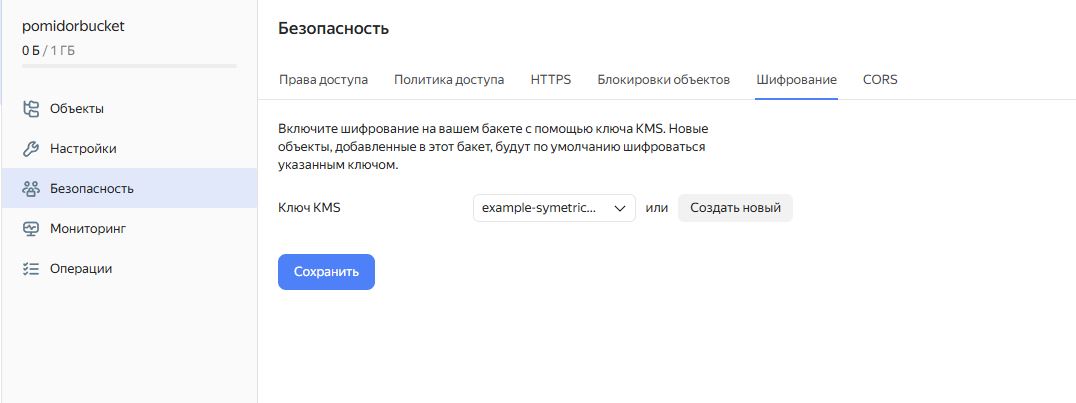 pomidorbucket
0 Б / 1 ГБ
Объекты
Настройки
Безопасность
Мониторинг
Операции
Безопасность
Права доступа Политика доступа HTTPS Блокировки объектов Шифрование CORS
Включите шифрование на вашем бакете с помощью ключа KMS. Новые
объекты, добавленные в этот бакет, будут по умолчанию шифроваться
указанным ключом.
Ключ KMS example-symetric... или Создать новый
Сохранить